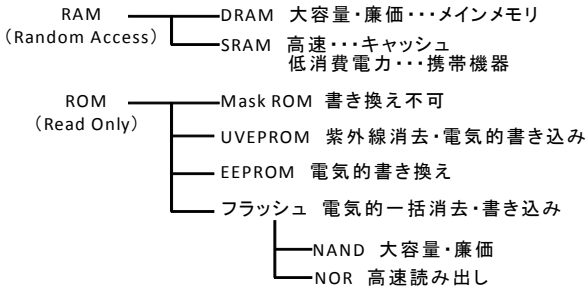 RAM DRAM 大容量・廉価・・・メインメモリ
(Random Access)
SRAM 高速・・・キャッシュ
低消費電力・・・携帯機器
ROM Mask ROM 書き換え不可
(Read Only)
UVEPROM 紫外線消去・電気的書き込み
EEPROM 電気的書き換え
フラッシュ 電気的一括消去・書き込み
NAND 大容量・廉価
NOR 高速読み出し